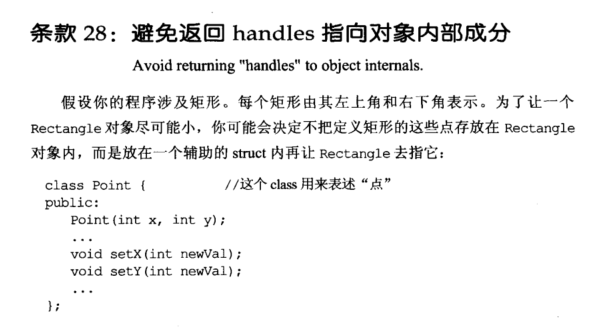 条款 28：避免返回 handles 指向对象内部成分
Avoid returning "handles" to object internals.
假设你的程序涉及矩形。每个矩形由其左上角和右下角表示。为了让一个
Rectangle 对象尽可能小，你可能会决定不把定义矩形的这些点存放在 Rectangle
对象内，而是放在一个辅助的 struct 内再让 Rectangle 去指它：
class Point {	//这个 class 用来表述“点”
public:
Point(int x, int y);
...
void setX(int newVal);
void setY(int newVal);
...
};